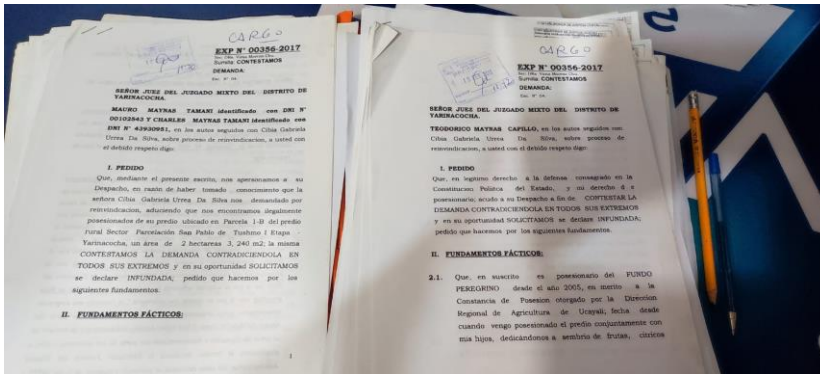 CARGO
EXP N° 00356-2017
Sumila: CONTESTAMOS
DEMANDA:
SEÑOR JUEZ DEL JUZGADO MIXTO DEL DISTRITO DE
YARINACOCHA.
MAURO MAYNAS TAMANI identificado con DNI N°
00102843 Y CHARLES MAYNAS TAMANI identificado con
DNI N° 43930951, en los autos seguidos con Cibia Gabriela
Urrea Da Silva, sobre proceso de reinvindicacion, a usted con
el debido respeto digo:
I. PEDIDO
Que, mediante el presente escrito, nos apersonamos a su
Despacho, en razón de haber tomado conocimiento que la
señora Cibia Gabriela Urrea Da Silva nos demandado por
reinvindicacion, aduciendo que nos encontramos ilegalmente
posesionados de su predio ubicado en Parcela 1-B del predio
rural Sector Parcelación San Pablo de Tushmo I Etapa -
Yarinacocha, un área de 2 hectareas 3, 240 m2; la misma
CONTESTAMOS LA DEMANDA CONTRADICIENDOLA EN
TODOS SUS EXTREMOS y en su oportunidad SOLICITAMOS
se declare INFUNDADA; pedido que hacemos por los
siguientes fundamentos:
II. FUNDAMENTOS FÁCTICOS:
1
CARGO
EXP N° 00356-2017
Sumila: CONTESTAMOS
DEMANDA:
SEÑOR JUEZ DEL JUZGADO MIXTO DEL DISTRITO DE
YARINACOCHA.
TEODORICO MAYNAS CAPILLO, en los autos seguidos con
Cibia Gabriela Urrea Da Silva, sobre proceso de
reinvindicacion, a usted con el debido respeto digo:
I. PEDIDO
Que, en legitimo derecho a la defensa consagrado en la
Constitucion Politica del Estado, y mi derecho d e
posesionario; acudo a su Despacho a fin de CONTESTAR LA
DEMANDA CONTRADICIENDOLA EN TODOS SUS EXTREMOS
y en su oportunidad SOLICITAMOS se declare INFUNDADA;
pedido que hacemos por los siguientes fundamentos.
II. FUNDAMENTOS FÁCTICOS:
2.1. Que, en suscrito es posesionario del FUNDO
PEREGRINO desde el año 2005, en merito a la
Constancia de Posesion otorgado por la Direccion
Regional de Agricultura de Ucayali; fecha desde
cuando vengo posesionado el predio conjuntamente con
mis hijos, dedicándonos a sembrio de frutas, citricos